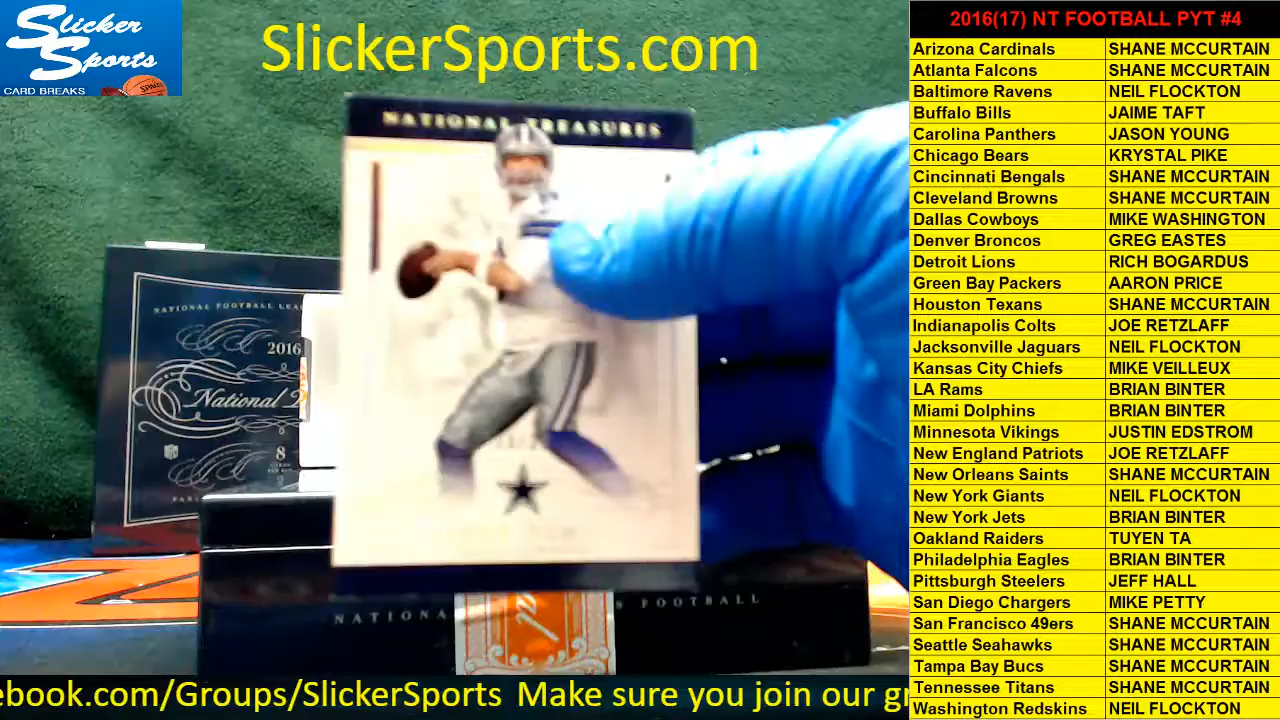 Slicker
Sports
CARD BREAKS
SPALDING
SlickerSports.com
NATIONAL TREASURES
NATIONAL FOOTBALL LEA
2016
National
8
NATIONAL
S FOOTBALL
ebook.com/Groups/SlickerSports Make sure you join our gr
2016(17) NT FOOTBALL PYT #4
Arizona Cardinals SHANE MCCURTAIN
Atlanta Falcons SHANE MCCURTAIN
Baltimore Ravens NEIL FLOCKTON
Buffalo Bills JAIME TAFT
Carolina Panthers JASON YOUNG
Chicago Bears KRYSTAL PIKE
Cincinnati Bengals SHANE MCCURTAIN
Cleveland Browns SHANE MCCURTAIN
Dallas Cowboys MIKE WASHINGTON
Denver Broncos GREG EASTES
Detroit Lions RICH BOGARDUS
Green Bay Packers AARON PRICE
Houston Texans SHANE MCCURTAIN
Indianapolis Colts JOE RETZLAFF
Jacksonville Jaguars NEIL FLOCKTON
Kansas City Chiefs MIKE VEILLEUX
LA Rams BRIAN BINTER
Miami Dolphins BRIAN BINTER
Minnesota Vikings JUSTIN EDSTROM
New England Patriots JOE RETZLAFF
New Orleans Saints SHANE MCCURTAIN
New York Giants NEIL FLOCKTON
New York Jets BRIAN BINTER
Oakland Raiders TUYEN TA
Philadelphia Eagles BRIAN BINTER
Pittsburgh Steelers JEFF HALL
San Diego Chargers MIKE PETTY
San Francisco 49ers SHANE MCCURTAIN
Seattle Seahawks SHANE MCCURTAIN
Tampa Bay Bucs SHANE MCCURTAIN
Tennessee Titans SHANE MCCURTAIN
Washington Redskins NEIL FLOCKTON